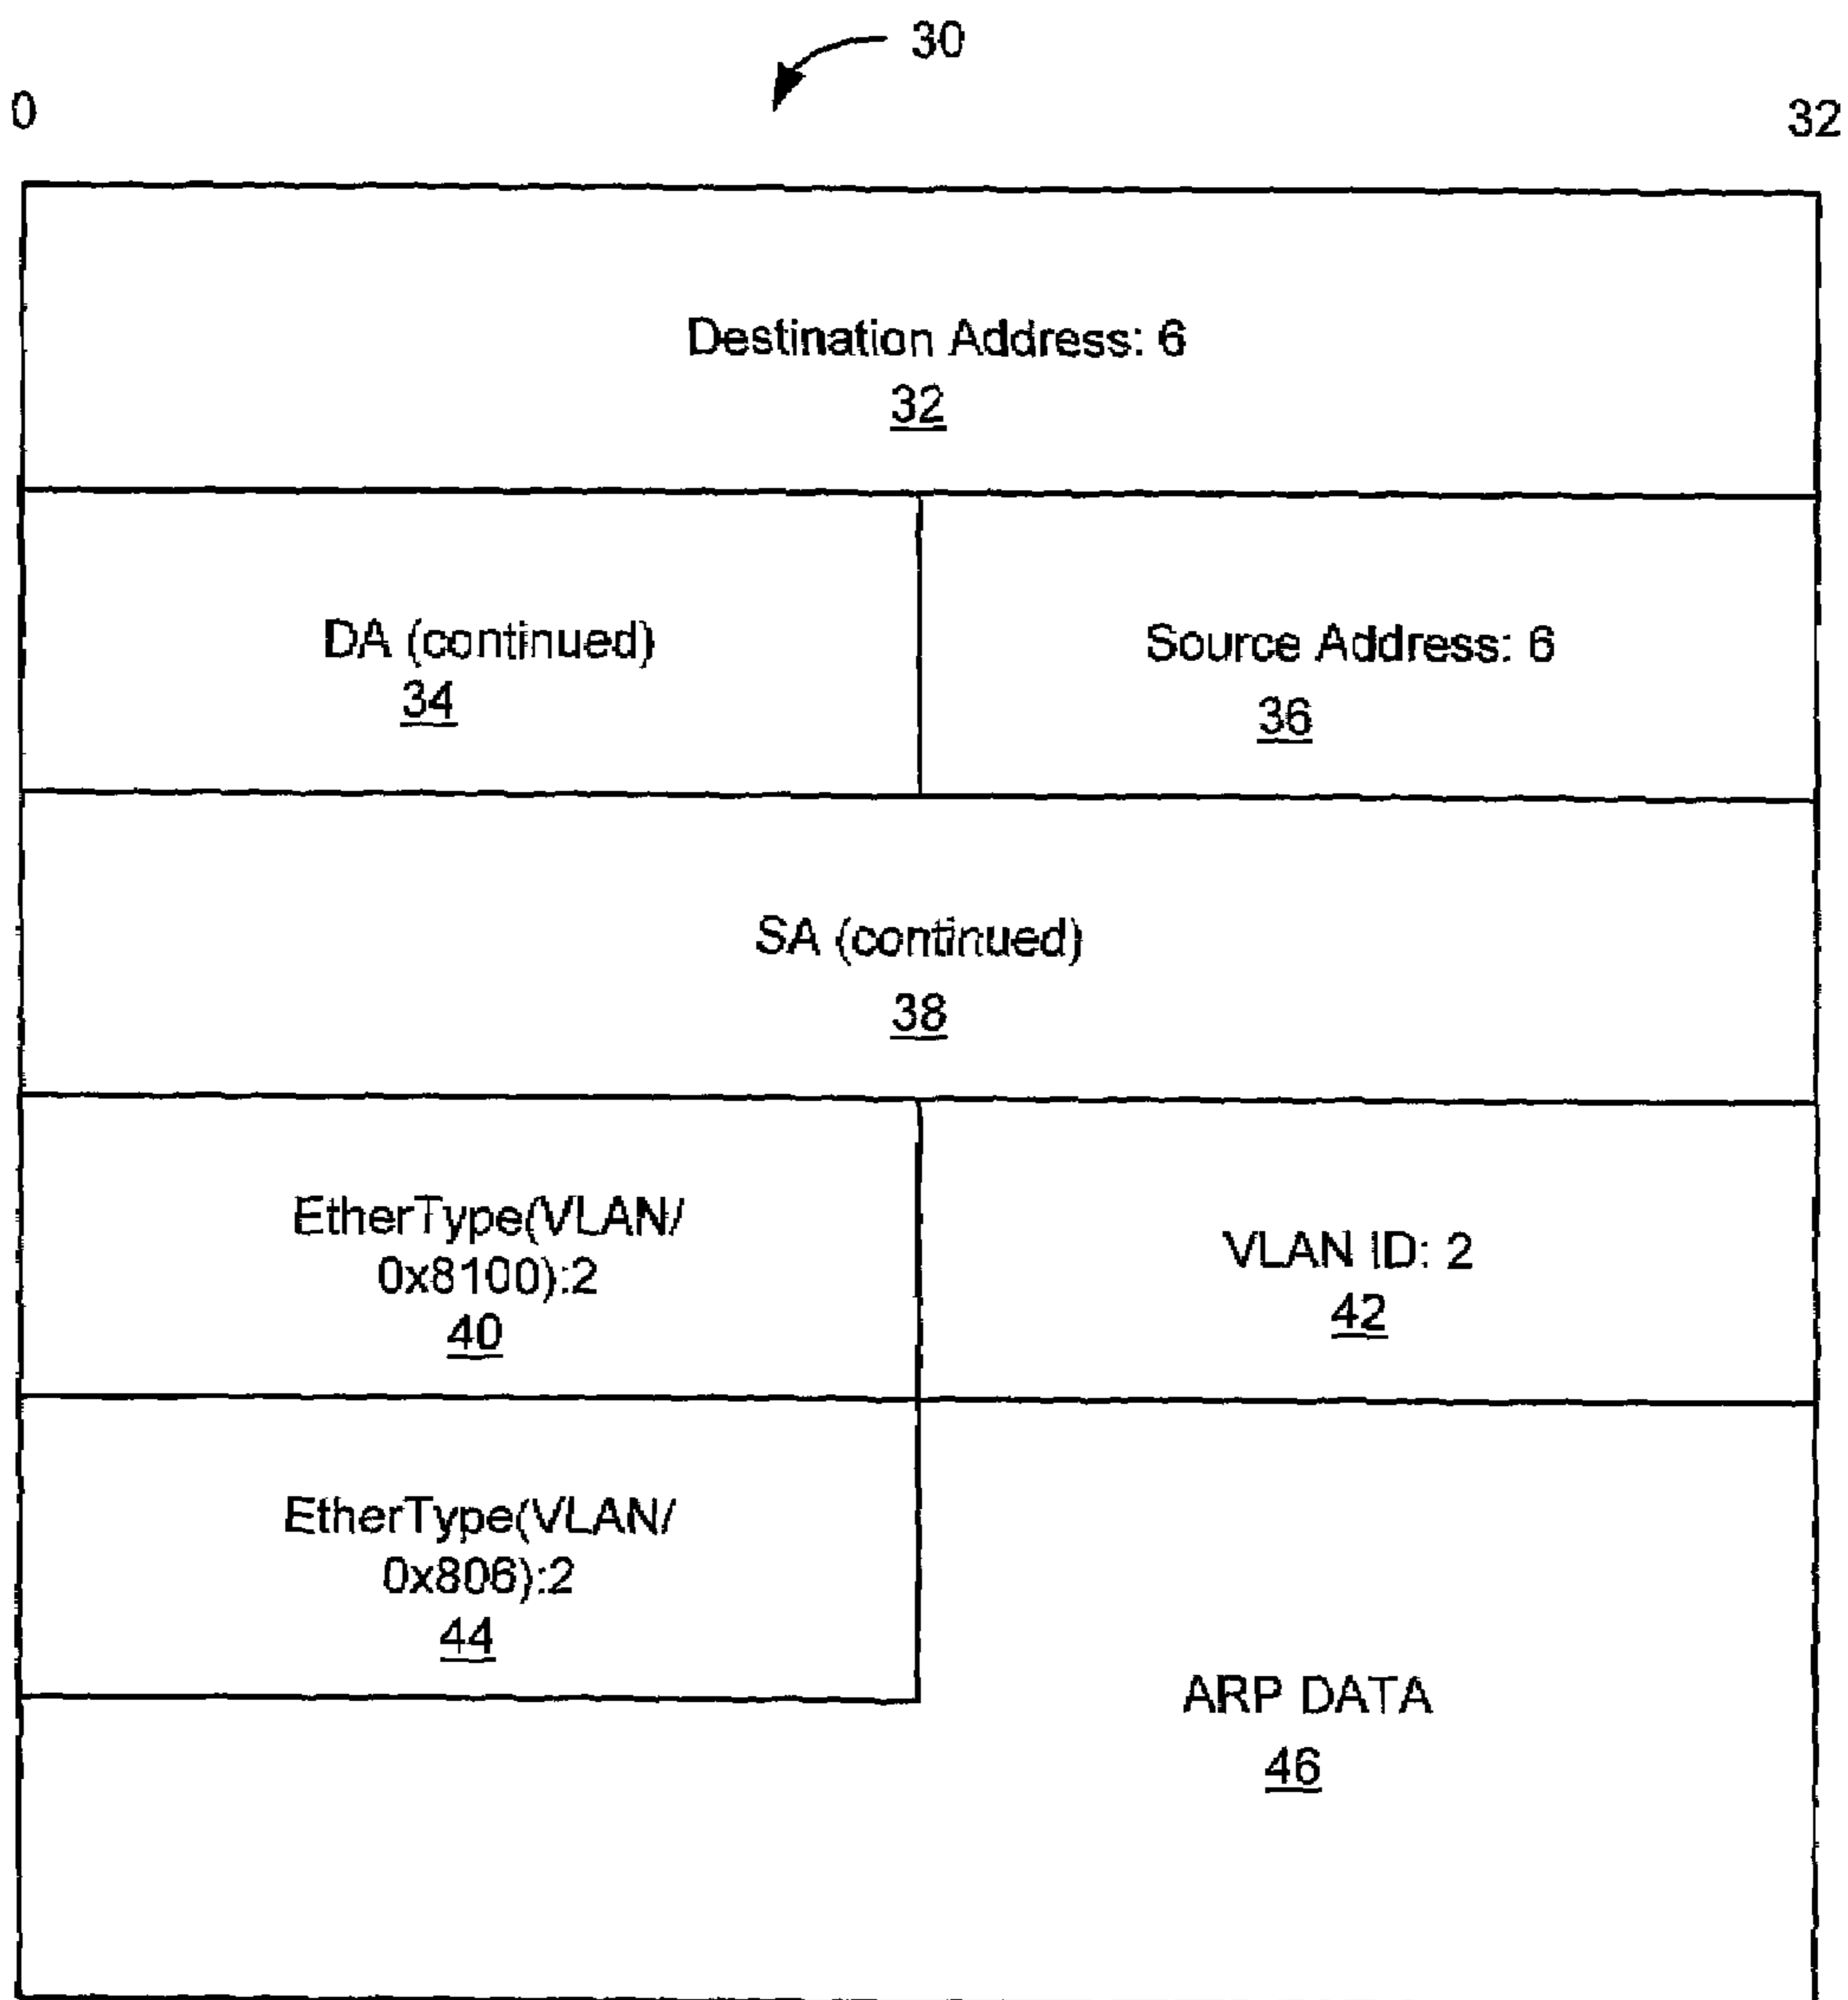 30
0
32
Destination Address: 6
32
DA (continued)
34
Source Address: 6
36
SA (continued)
38
EtherType(VLAN/
0x8100):2
40
VLAN ID: 2
42
EtherType(VLAN/
0x806):2
44
ARP DATA
46